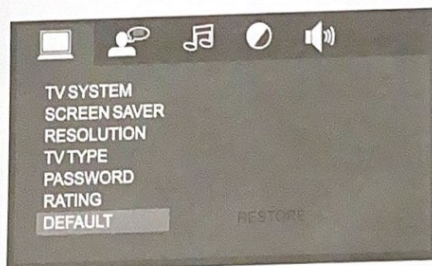 TV SYSTEM
SCREEN SAVER
RESOLUTION
TV TYPE
PASSWORD
RATING
DEFAULT RESTORE